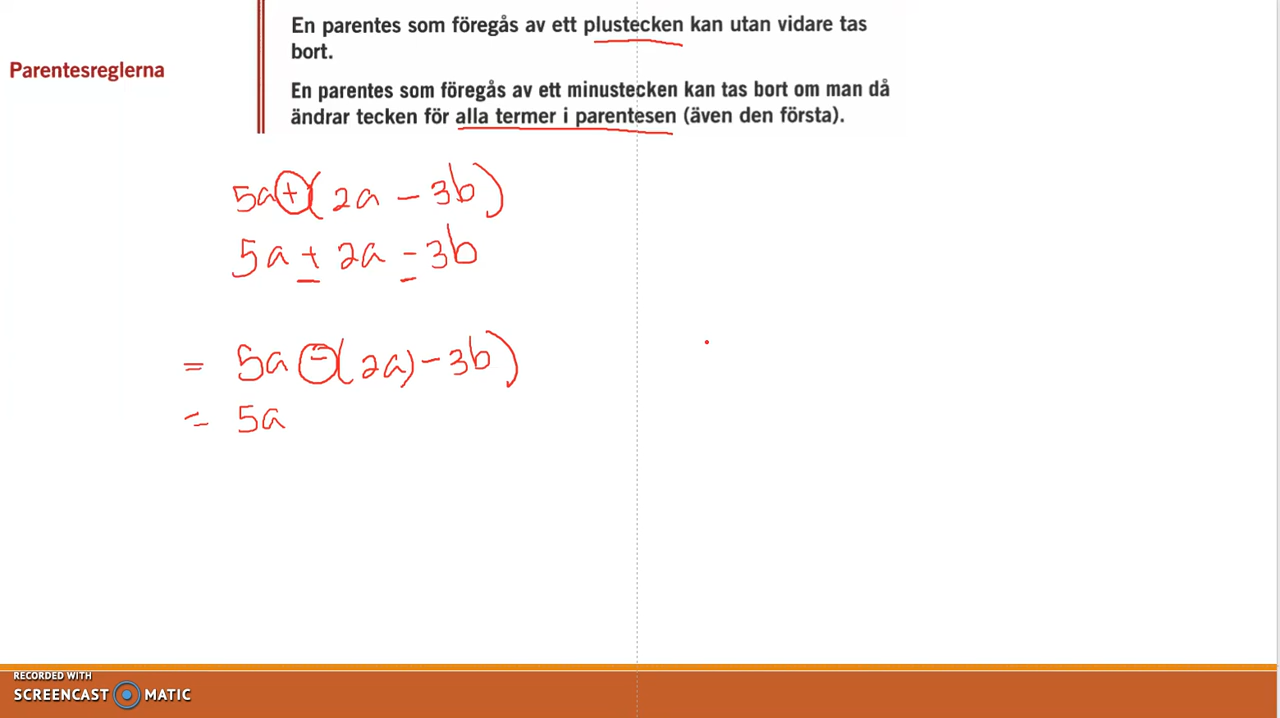 En parentes som föregås av ett plustecken kan utan vidare tas
bort.
Parentesreglerna
En parentes som föregås av ett minustecken kan tas bort om man då
ändrar tecken för alla termer i parentesen (även den första).
5a+(2a - 3b)
5a + 2a - 3b
= 5a -(2a) - 3b)
= 5a
RECORDED WITH
SCREENCAST MATIC